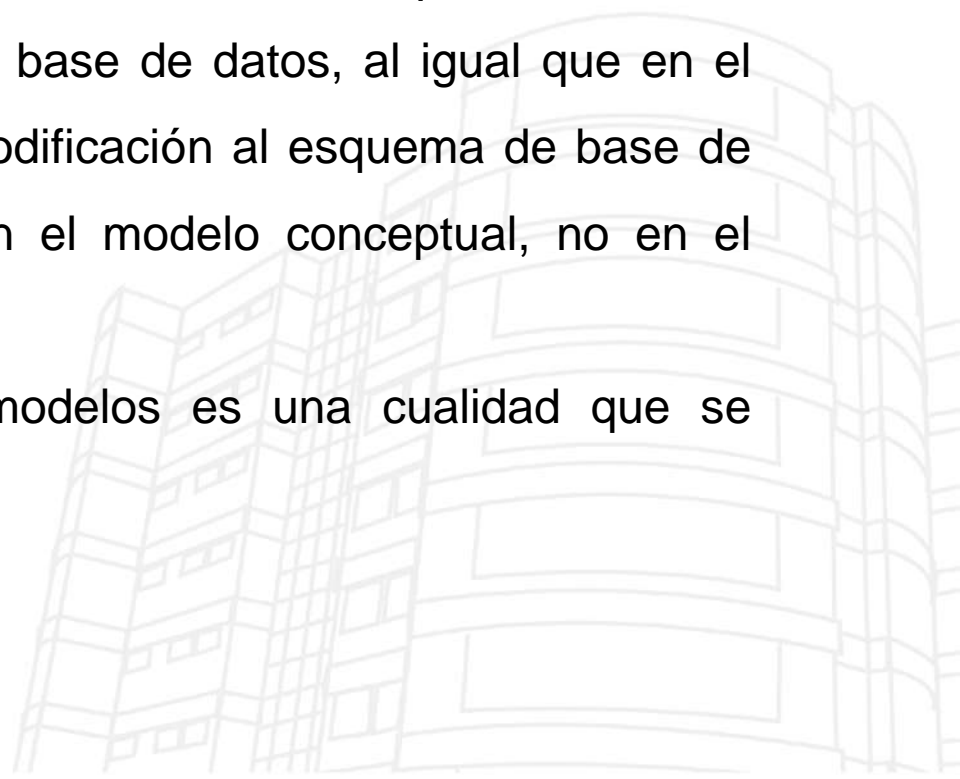 base de datos, al igual que en el
odificación al esquema de base de
el modelo conceptual, no en el
modelos es una cualidad que se